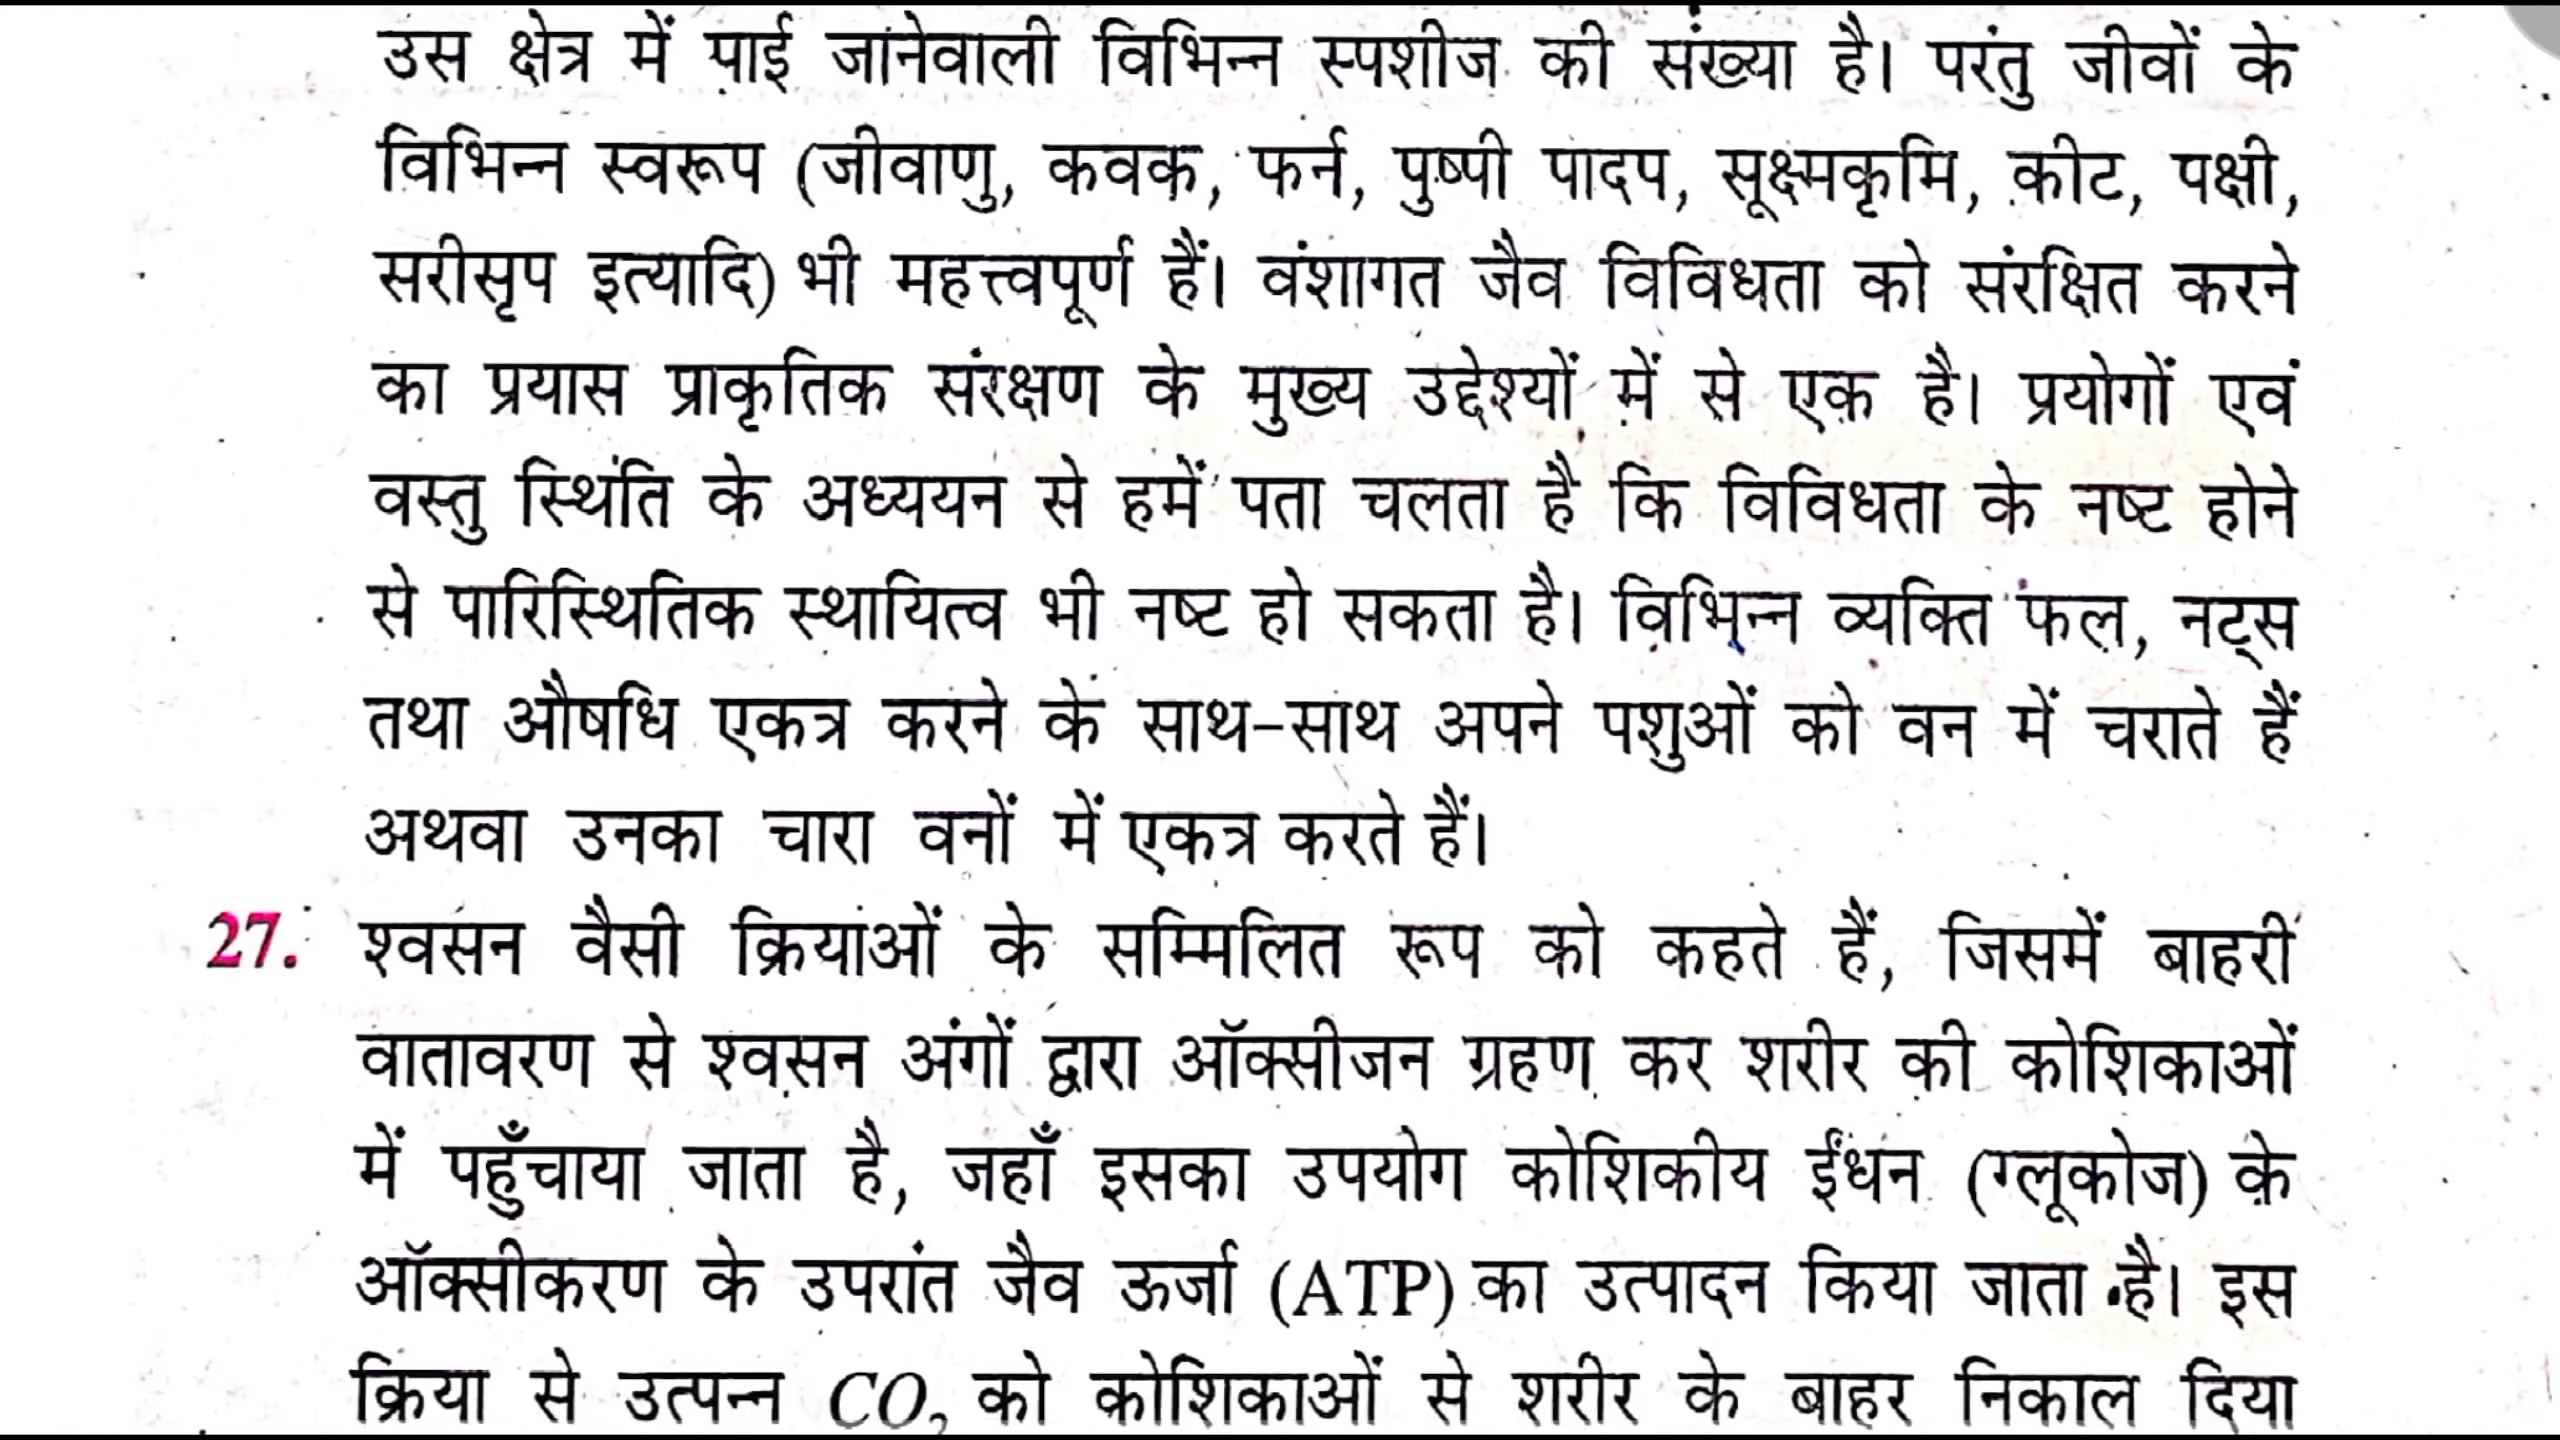 उस क्षेत्र में पाई जानेवाली विभिन्न स्पशीज की संख्या है। परंतु जीवों के
विभिन्न स्वरूप (जीवाणु, कवक, फर्न, पुष्पी पादप, सूक्ष्मकृमि, कीट, पक्षी,
सरीसृप इत्यादि) भी महत्त्वपूर्ण हैं। वंशागत जैव विविधता को संरक्षित करने
का प्रयास प्राकृतिक संरक्षण के मुख्य उद्देश्यों में से एक है। प्रयोगों एवं
वस्तु स्थिति के अध्ययन से हमें पता चलता है कि विविधता के नष्ट होने
से पारिस्थितिक स्थायित्व भी नष्ट हो सकता है। विभिन्न व्यक्ति फल, नट्स
तथा औषधि एकत्र करने के साथ-साथ अपने पशुओं को वन में चराते हैं
अथवा उनका चारा वनों में एकत्र करते हैं।
27. श्वसन वैसी क्रियाओं के सम्मिलित रूप को कहते हैं, जिसमें बाहरी
वातावरण से श्वसन अंगों द्वारा ऑक्सीजन ग्रहण कर शरीर की कोशिकाओं
में पहुँचाया जाता है, जहाँ इसका उपयोग कोशिकीय ईंधन (ग्लूकोज) के
ऑक्सीकरण के उपरांत जैव ऊर्जा (ATP) का उत्पादन किया जाता है। इस
क्रिया से उत्पन्न CO₂ को कोशिकाओं से शरीर के बाहर निकाल दिया